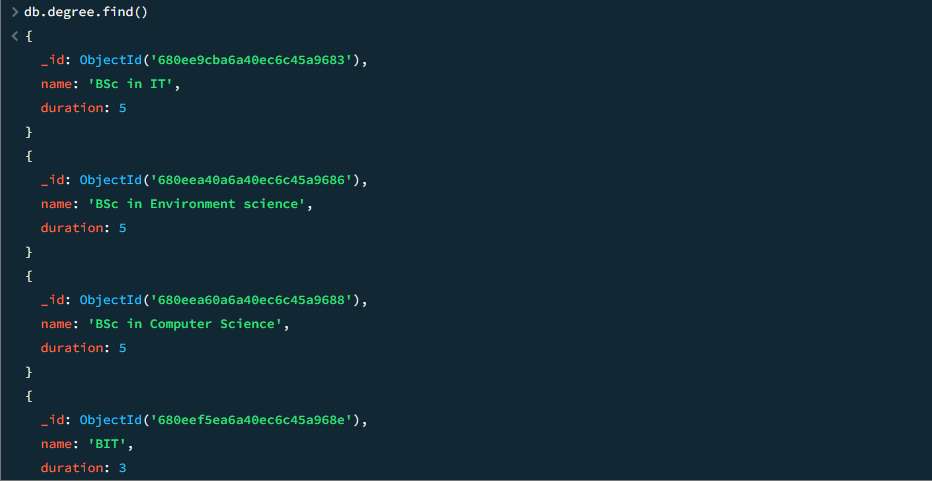 > db.degree.find()
< {
_id: ObjectId('680ee9cba6a40ec6c45a9683'),
name: 'BSc in IT',
duration: 5
}
{
_id: ObjectId('680eea40a6a40ec6c45a9686'),
name: 'BSc in Environment science',
duration: 5
}
{
_id: ObjectId('680eea60a6a40ec6c45a9688'),
name: 'BSc in Computer Science',
duration: 5
}
{
_id: ObjectId('680eef5ea6a40ec6c45a968e'),
name: 'BIT',
duration: 3